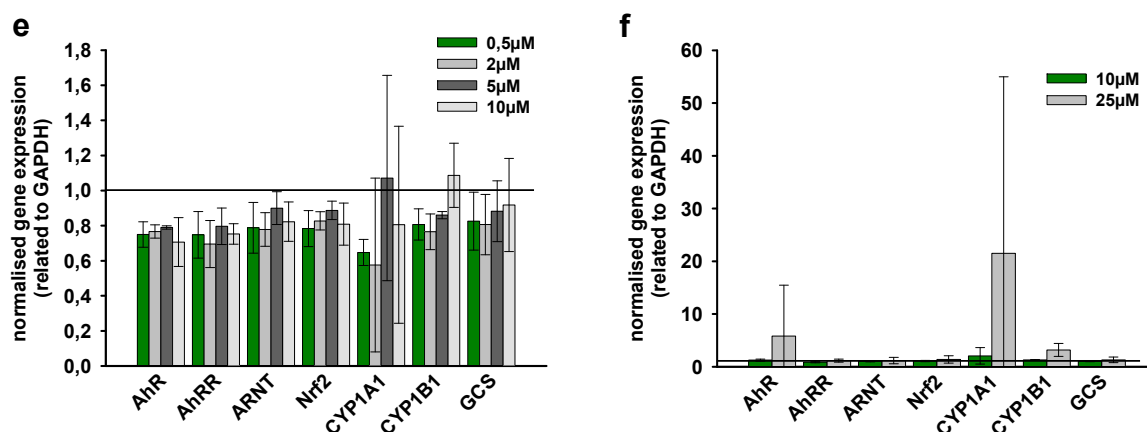 e
normalised gene expression
(related to GAPDH)
1,8
1,6
1,4
1,2
1,0
0,8
0,6
0,4
0,2
0,0
0,5µM
2µM
5µM
10µM
AhR
AhRR
ARNT
Nrf2
CYP1A1
CYP1B1
GCS
f
normalised gene expression
(related to GAPDH)
60
50
40
30
20
10
0
10µM
25µM
AhR
AhRR
ARNT
Nrf2
CYP1A1
CYP1B1
GCS